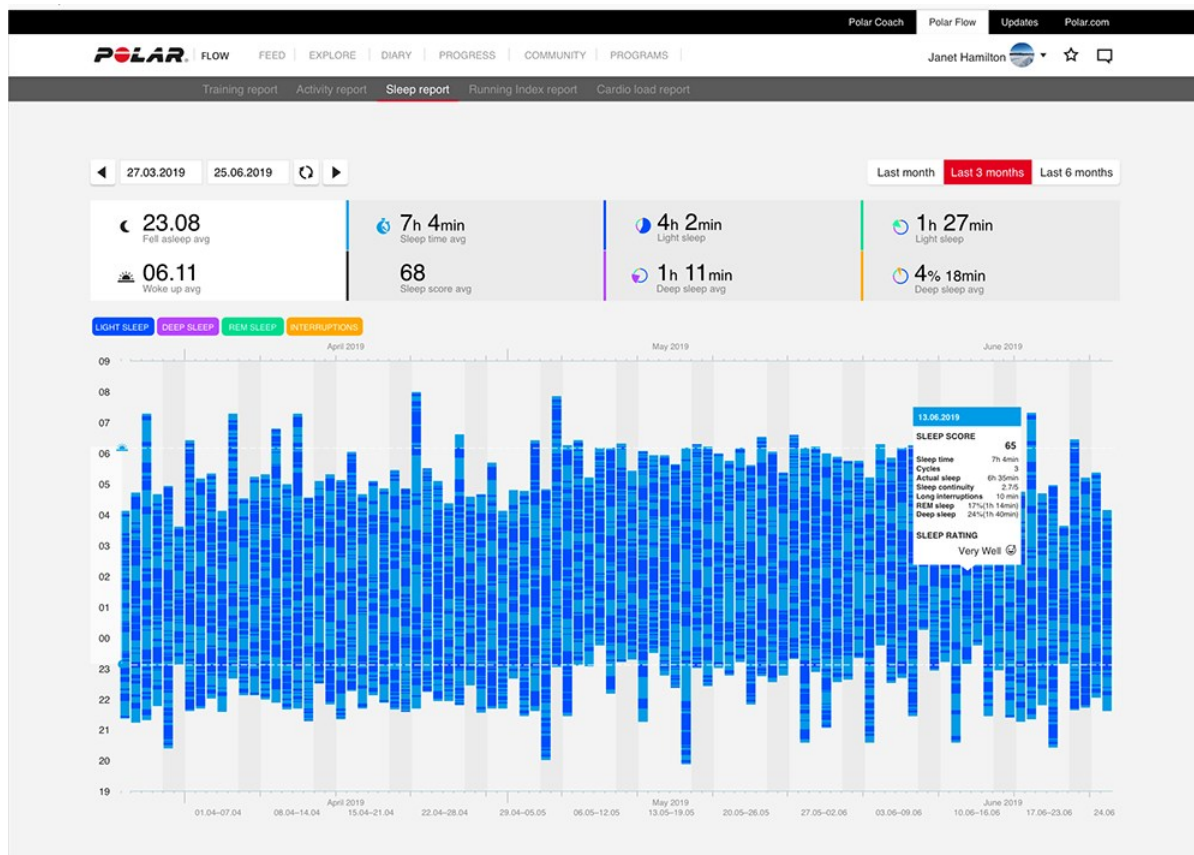 Polar Coach Polar Flow Updates Polar.com
POLAR. FLOW FEED EXPLORE DIARY PROGRESS COMMUNITY PROGRAMS Janet Hamilton
Training report Activity report Sleep report Running Index report Cardio load report
27.03.2019 25.06.2019 Last month Last 3 months Last 6 months
23.08 7h 4min 4h 2min 1h 27min
Fell asleep avg Sleep time avg Light sleep Light sleep
06.11 68 1h 11min 4% 18min
Woke up avg Sleep score avg Deep sleep avg Deep sleep avg
LIGHT SLEEP DEEP SLEEP REM SLEEP INTERRUPTIONS
April 2019 May 2019 June 2019
09
08
07
06
05
04
03
02
01
00
23
22
21
20
19
13.06.2019
SLEEP SCORE
65
Sleep time 7h 4min
Cycles 3
Actual sleep 6h 35min
Sleep continuity 2.7/5
Long interruptions 10 min
REM sleep 17%(1h 14min)
Deep sleep 24%(1h 40min)
SLEEP RATING
Very Well
April 2019 May 2019 June 2019
01.04–07.04 08.04–14.04 15.04–21.04 22.04–28.04 29.04–05.05 06.05–12.05 13.05–19.05 20.05–26.05 27.05–02.06 03.06–09.06 10.06–16.06 17.06–23.06 24.06